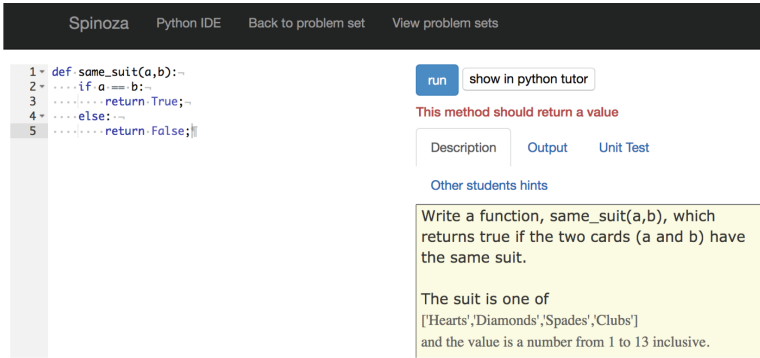 Spinoza Python IDE Back to problem set View problem sets
1 def same_suit(a,b):
2 if a == b:
3 return True;
4 else:
5 return False;
run show in python tutor
This method should return a value
Description Output Unit Test
Other students hints
Write a function, same_suit(a,b), which
returns true if the two cards (a and b) have
the same suit.
The suit is one of
['Hearts','Diamonds','Spades','Clubs']
and the value is a number from 1 to 13 inclusive.